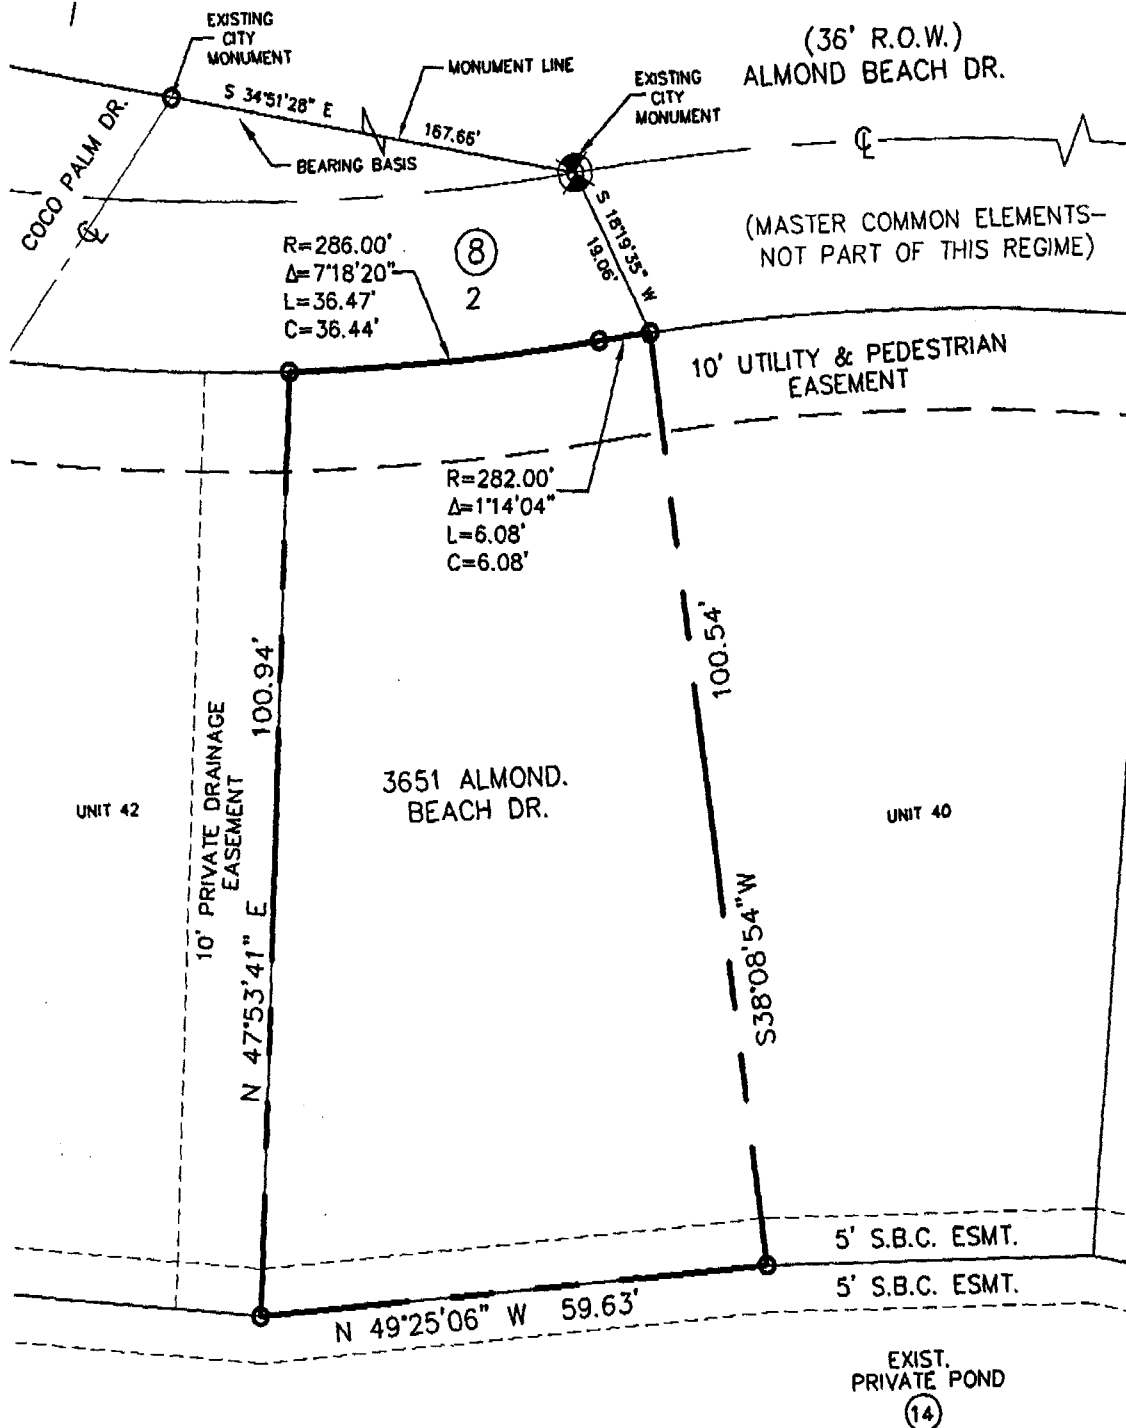 EXISTING
CITY
MONUMENT
(36' R.O.W.)
ALMOND BEACH DR.
MONUMENT LINE
EXISTING
CITY
MONUMENT
S 34°51'28" E
167.66'
BEARING BASIS
COCO PALM DR.
℄
℄
S 18°19'35" W
19.06'
(MASTER COMMON ELEMENTS-
NOT PART OF THIS REGIME)
R=286.00'
Δ=7°18'20"
L=36.47'
C=36.44'
8
2
10' UTILITY & PEDESTRIAN
EASEMENT
R=282.00'
Δ=1°14'04"
L=6.08'
C=6.08'
100.94'
N 47°53'41" E
10' PRIVATE DRAINAGE
EASEMENT
100.54'
S38°08'54"W
UNIT 42
3651 ALMOND.
BEACH DR.
UNIT 40
5' S.B.C. ESMT.
5' S.B.C. ESMT.
N 49°25'06" W 59.63'
EXIST.
PRIVATE POND
14